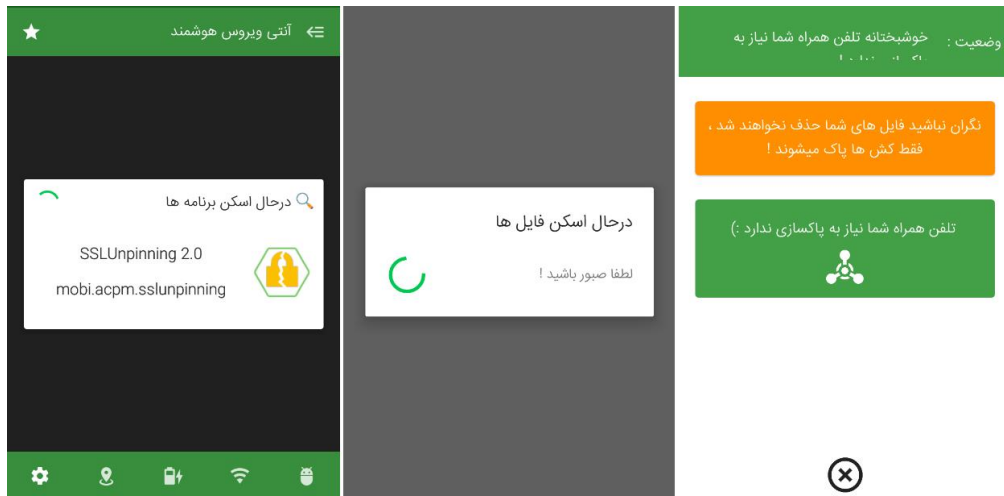 آنتی ویروس هوشمند
درحال اسکن برنامه ها
SSLUnpinning 2.0
mobi.acpm.sslunpinning
درحال اسکن فایل ها
لطفا صبور باشید !
وضعیت :
خوشبختانه تلفن همراه شما نیاز به
نگران نباشید فایل های شما حذف نخواهند شد ،
فقط کش ها پاک میشوند !
تلفن همراه شما نیاز به پاکسازی ندارد :)